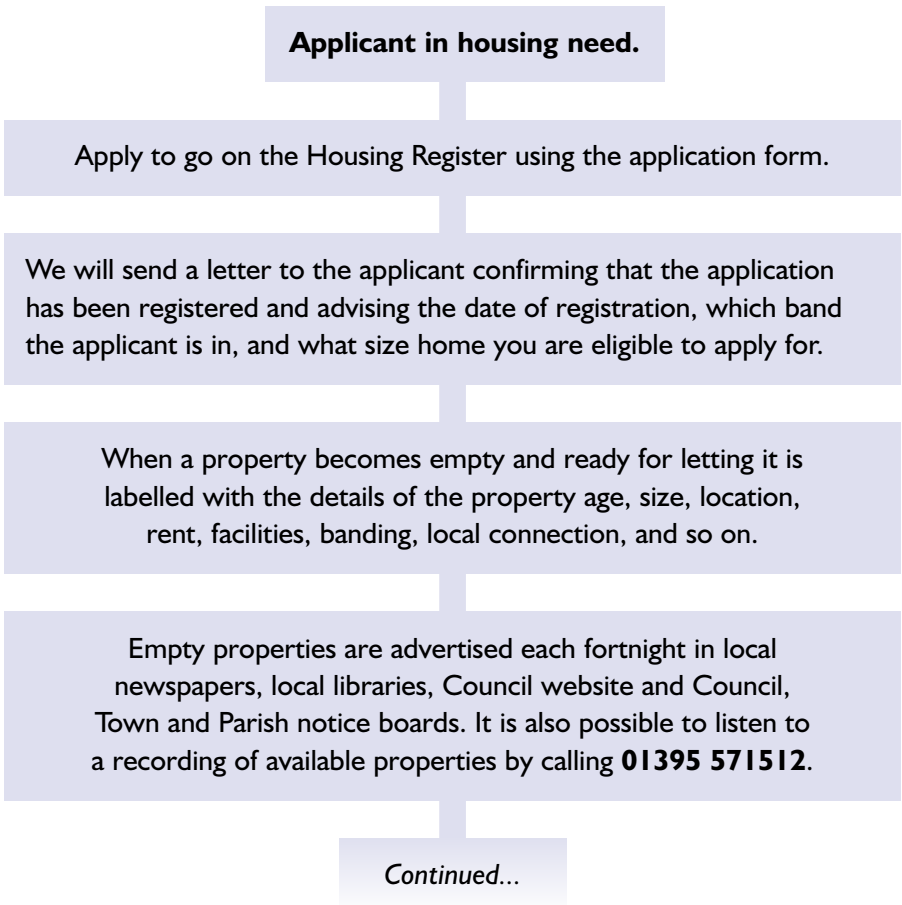 Applicant in housing need.
Apply to go on the Housing Register using the application form.
We will send a letter to the applicant confirming that the application
has been registered and advising the date of registration, which band
the applicant is in, and what size home you are eligible to apply for.
When a property becomes empty and ready for letting it is
labelled with the details of the property age, size, location,
rent, facilities, banding, local connection, and so on.
Empty properties are advertised each fortnight in local
newspapers, local libraries, Council website and Council,
Town and Parish notice boards. It is also possible to listen to
a recording of available properties by calling 01395 571512.
Continued...